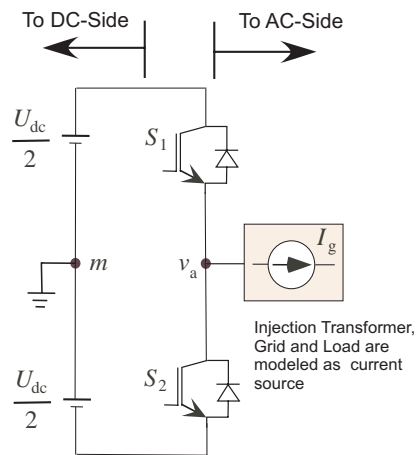 To DC-Side To AC-Side
U_dc/2
S_1
I_g
m
v_a
Injection Transformer,
Grid and Load are
modeled as current
source
U_dc/2
S_2